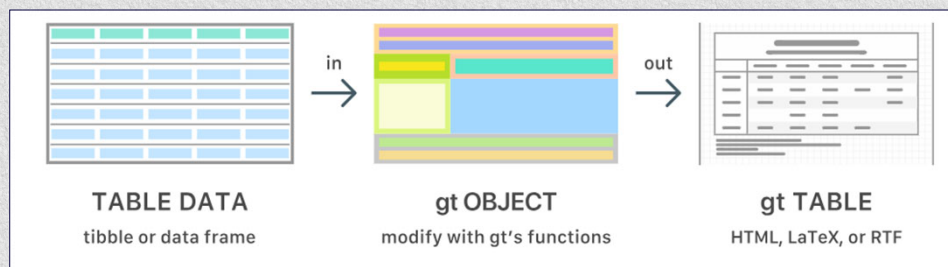 in
out
TABLE DATA
gt OBJECT
gt TABLE
tibble or data frame
modify with gt's functions
HTML, LaTeX, or RTF